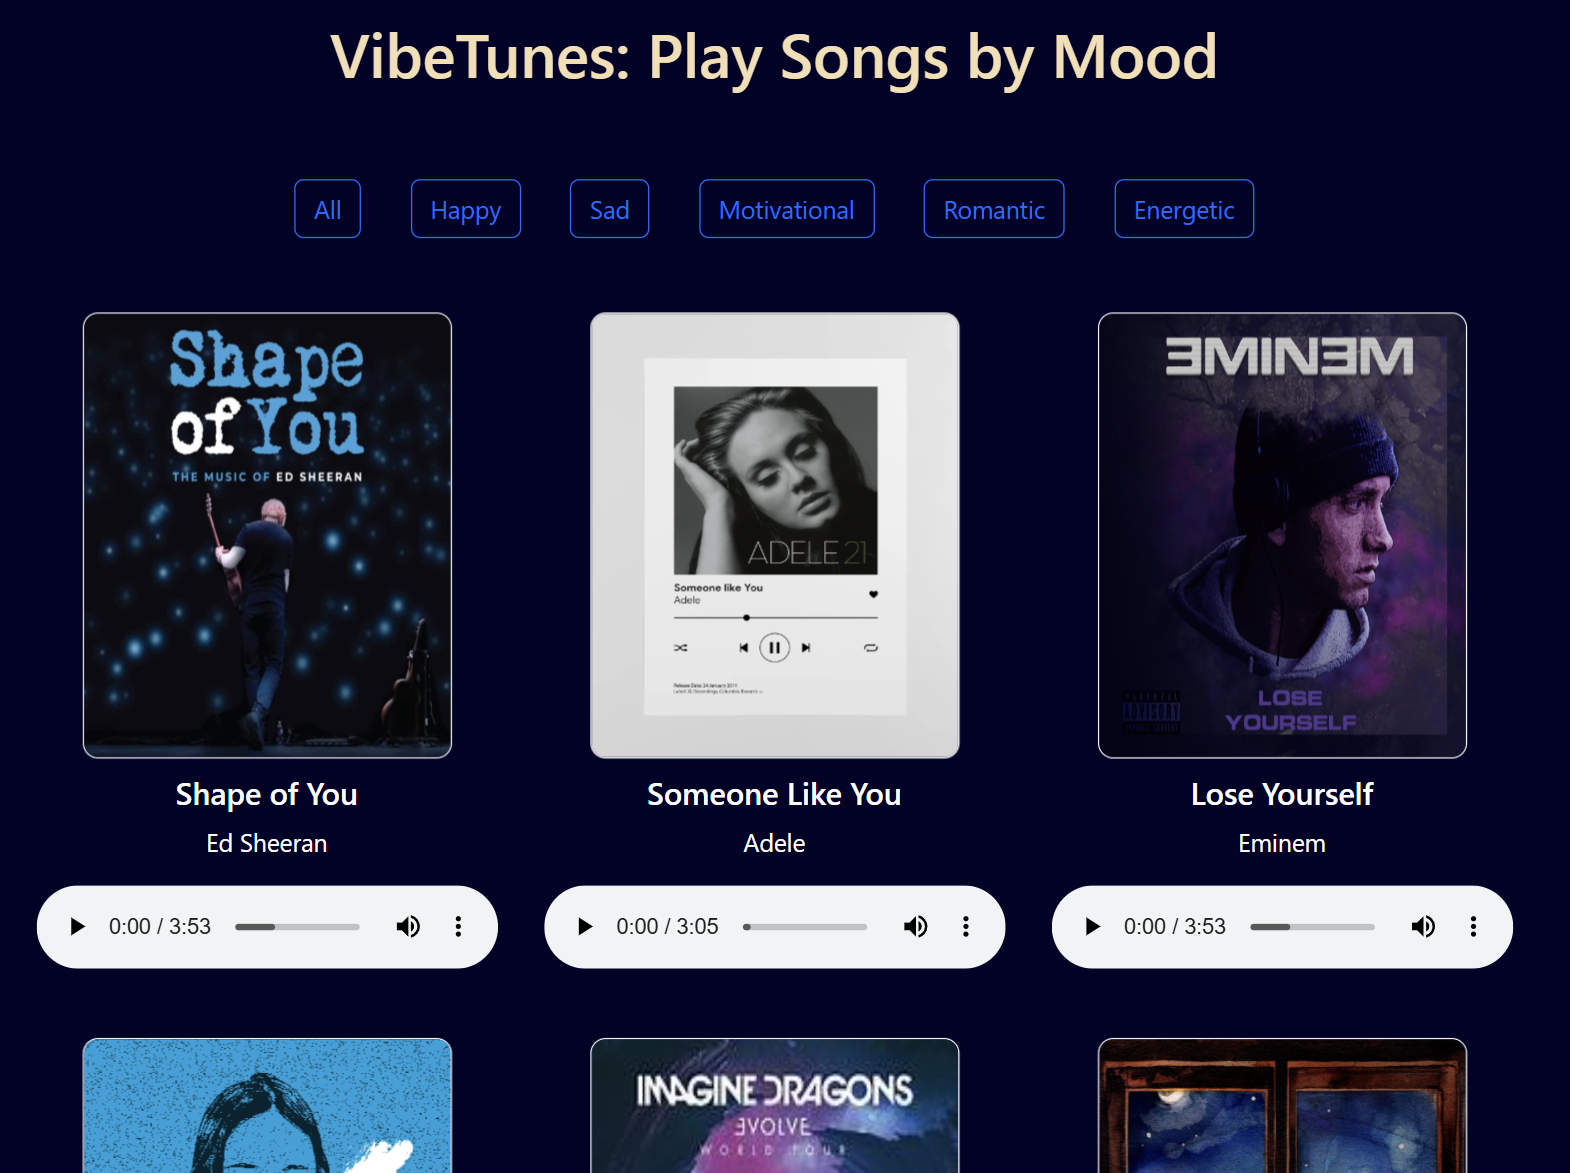 VibeTunes: Play Songs by Mood
All Happy Sad Motivational Romantic Energetic
Shape
of You
THE MUSIC OF ED SHEERAN
ADELE 21
Someone like You
Adele
EMINEM
LOSE
YOURSELF
Shape of You
Ed Sheeran
0:00 / 3:53
Someone Like You
Adele
0:00 / 3:05
Lose Yourself
Eminem
0:00 / 3:53
IMAGINE DRAGONS
EVOLVE
WORLD TOUR